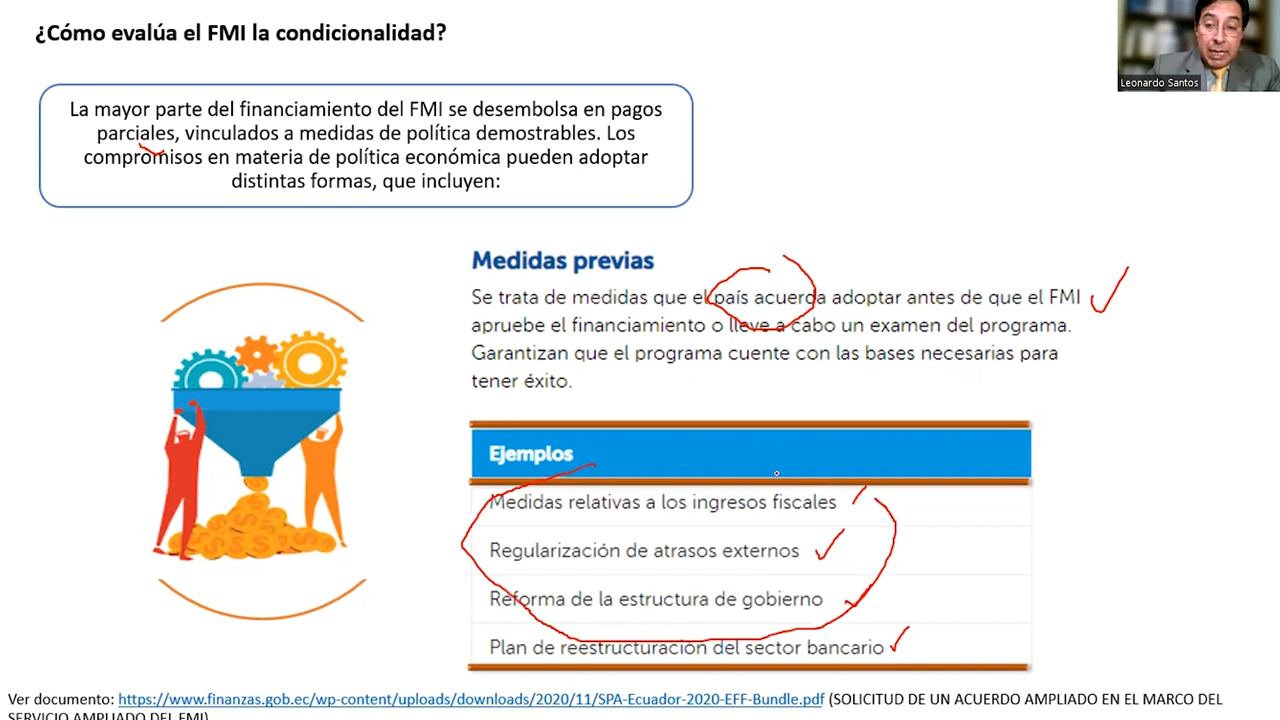 ¿Cómo evalúa el FMI la condicionalidad?
Leonardo Santos
La mayor parte del financiamiento del FMI se desembolsa en pagos
parciales, vinculados a medidas de política demostrables. Los
compromisos en materia de política económica pueden adoptar
distintas formas, que incluyen:
Medidas previas
Se trata de medidas que el país acuerda adoptar antes de que el FMI
apruebe el financiamiento o lleve a cabo un examen del programa.
Garantizan que el programa cuente con las bases necesarias para
tener éxito.
Ejemplos
Medidas relativas a los ingresos fiscales
Regularización de atrasos externos
Reforma de la estructura de gobierno
Plan de reestructuración del sector bancario
Ver documento: https://www.finanzas.gob.ec/wp-content/uploads/downloads/2020/11/SPA-Ecuador-2020-EFF-Bundle.pdf (SOLICITUD DE UN ACUERDO AMPLIADO EN EL MARCO DEL
SERVICIO AMPLIADO DEL FMI)